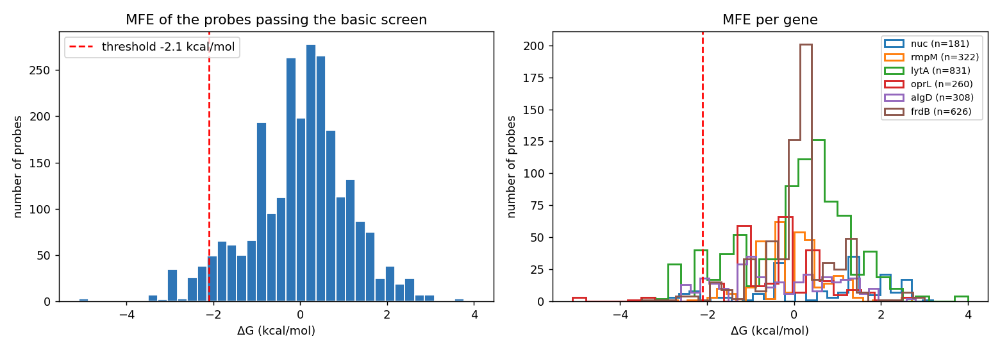 MFE of the probes passing the basic screen
threshold -2.1 kcal/mol
number of probes
250
200
150
100
50
0
−4
−2
0
2
4
ΔG (kcal/mol)
MFE per gene
nuc (n=181)
rmpM (n=322)
lytA (n=831)
oprL (n=260)
algD (n=308)
frdB (n=626)
number of probes
200
175
150
125
100
75
50
25
0
−4
−2
0
2
4
ΔG (kcal/mol)